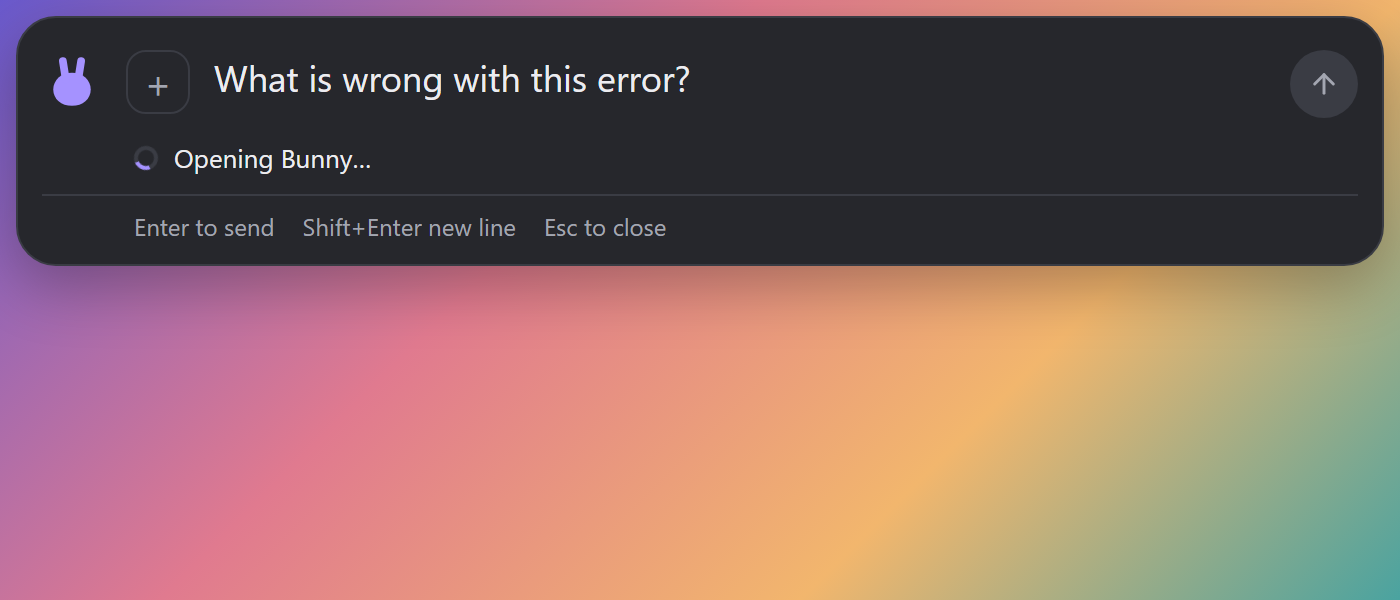 What is wrong with this error?
Opening Bunny...
Enter to send Shift+Enter new line Esc to close